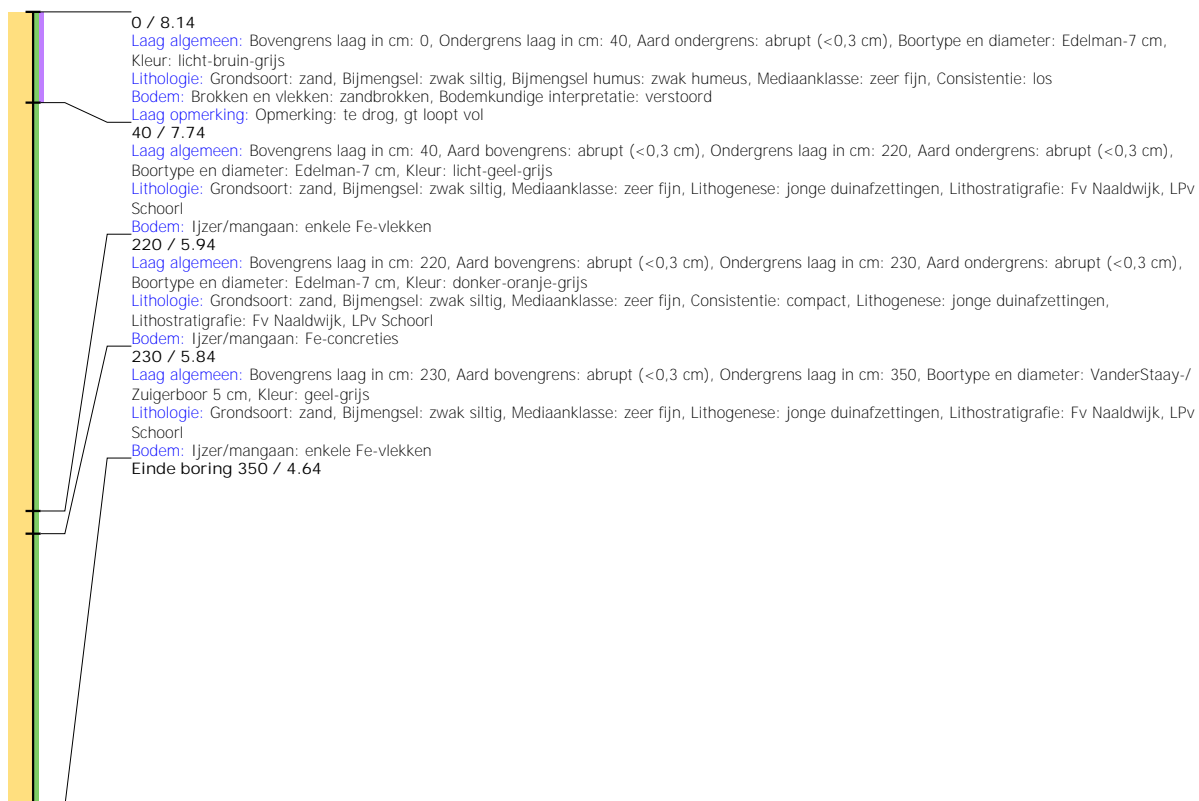 0 / 8.14
Laag algemeen: Bovengrens laag in cm: 0, Ondergrens laag in cm: 40, Aard ondergrens: abrupt (<0,3 cm), Boortype en diameter: Edelman-7 cm,
Kleur: licht-bruin-grijs
Lithologie: Grondsoort: zand, Bijmengsel: zwak siltig, Bijmengsel humus: zwak humeus, Mediaanklasse: zeer fijn, Consistentie: los
Bodem: Brokken en vlekken: zandbrokken, Bodemkundige interpretatie: verstoord
Laag opmerking: Opmerking: te drog, gt loopt vol
40 / 7.74
Laag algemeen: Bovengrens laag in cm: 40, Aard bovengrens: abrupt (<0,3 cm), Ondergrens laag in cm: 220, Aard ondergrens: abrupt (<0,3 cm),
Boortype en diameter: Edelman-7 cm, Kleur: licht-geel-grijs
Lithologie: Grondsoort: zand, Bijmengsel: zwak siltig, Mediaanklasse: zeer fijn, Lithogenese: jonge duinafzettingen, Lithostratigrafie: Fv Naaldwijk, LPv
Schoorl
Bodem: Ijzer/mangaan: enkele Fe-vlekken
220 / 5.94
Laag algemeen: Bovengrens laag in cm: 220, Aard bovengrens: abrupt (<0,3 cm), Ondergrens laag in cm: 230, Aard ondergrens: abrupt (<0,3 cm),
Boortype en diameter: Edelman-7 cm, Kleur: donker-oranje-grijs
Lithologie: Grondsoort: zand, Bijmengsel: zwak siltig, Mediaanklasse: zeer fijn, Consistentie: compact, Lithogenese: jonge duinafzettingen,
Lithostratigrafie: Fv Naaldwijk, LPv Schoorl
Bodem: Ijzer/mangaan: Fe-concreties
230 / 5.84
Laag algemeen: Bovengrens laag in cm: 230, Aard bovengrens: abrupt (<0,3 cm), Ondergrens laag in cm: 350, Boortype en diameter: VanderStaay-/
Zuigerboor 5 cm, Kleur: geel-grijs
Lithologie: Grondsoort: zand, Bijmengsel: zwak siltig, Mediaanklasse: zeer fijn, Lithogenese: jonge duinafzettingen, Lithostratigrafie: Fv Naaldwijk, LPv
Schoorl
Bodem: Ijzer/mangaan: enkele Fe-vlekken
Einde boring 350 / 4.64